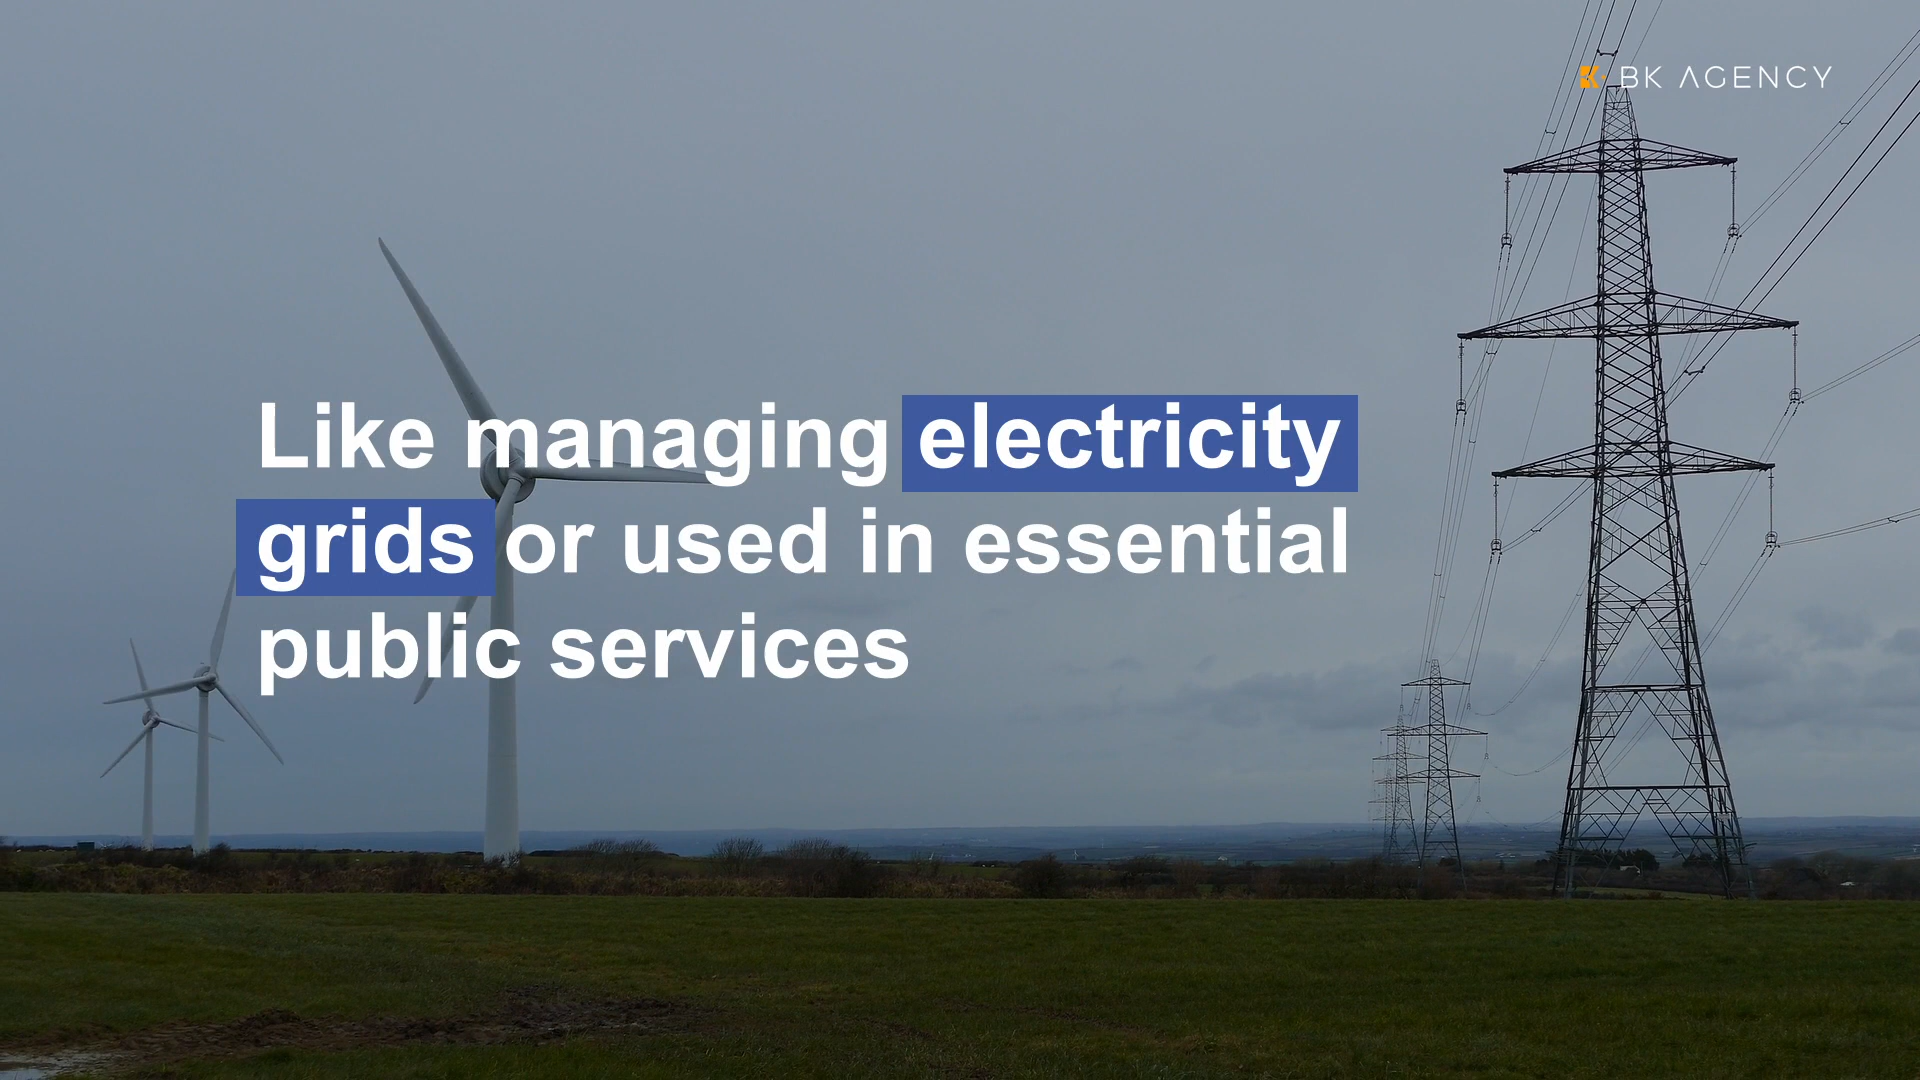 BK AGENCY
Like managing electricity
grids or used in essential
public services